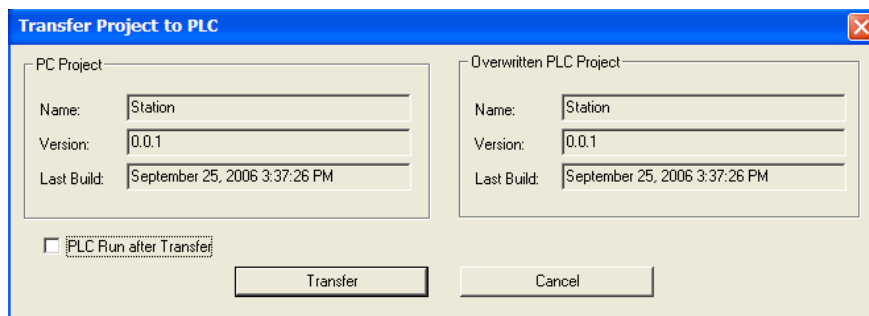 Transfer Project to PLC
PC Project
Name: Station
Version: 0.0.1
Last Build: September 25, 2006 3:37:26 PM
Overwritten PLC Project
Name: Station
Version: 0.0.1
Last Build: September 25, 2006 3:37:26 PM
PLC Run after Transfer
Transfer
Cancel